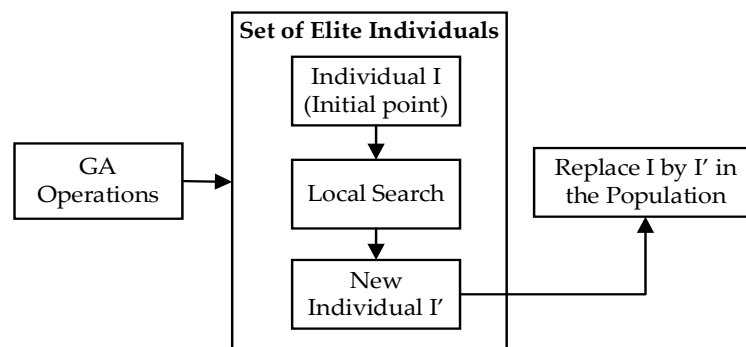 Set of Elite Individuals
Individual I
(Initial point)
GA
Operations
Local Search
Replace I by I’ in
the Population
New
Individual I’